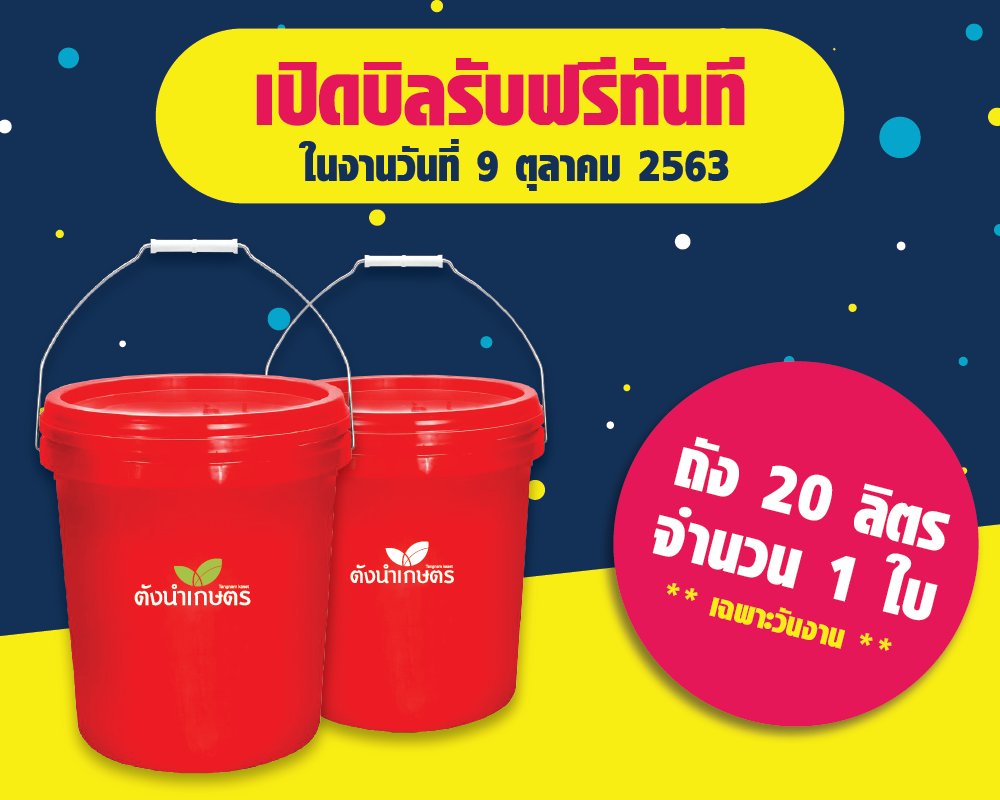 เปิดบิลรับฟรีทันที
ในงานวันที่ 9 ตุลาคม 2563
ถัง 20 ลิตร
จำนวน 1 ใบ
** เฉพาะวันงาน **
Tangnam kaset
ตังนำเกษตร
ตังนำเกษตร